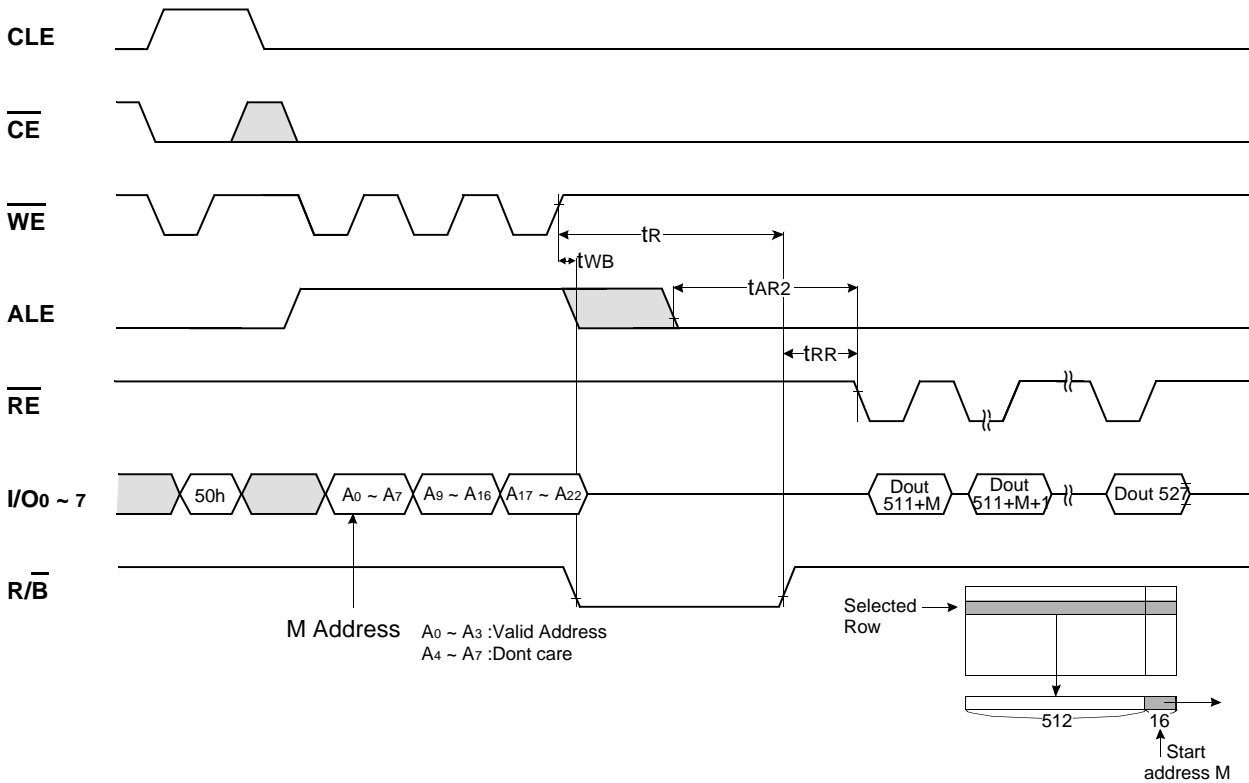 CLE
CE
WE
tR
tWB
ALE
tAR2
tRR
RE
I/O0 ~ 7
50h
A0 ~ A7
A9 ~ A16
A17 ~ A22
Dout
511+M
Dout
511+M+1
Dout 527
R/B
M Address
A0 ~ A3 :Valid Address
A4 ~ A7 :Dont care
Selected
Row
512
16
Start
address M